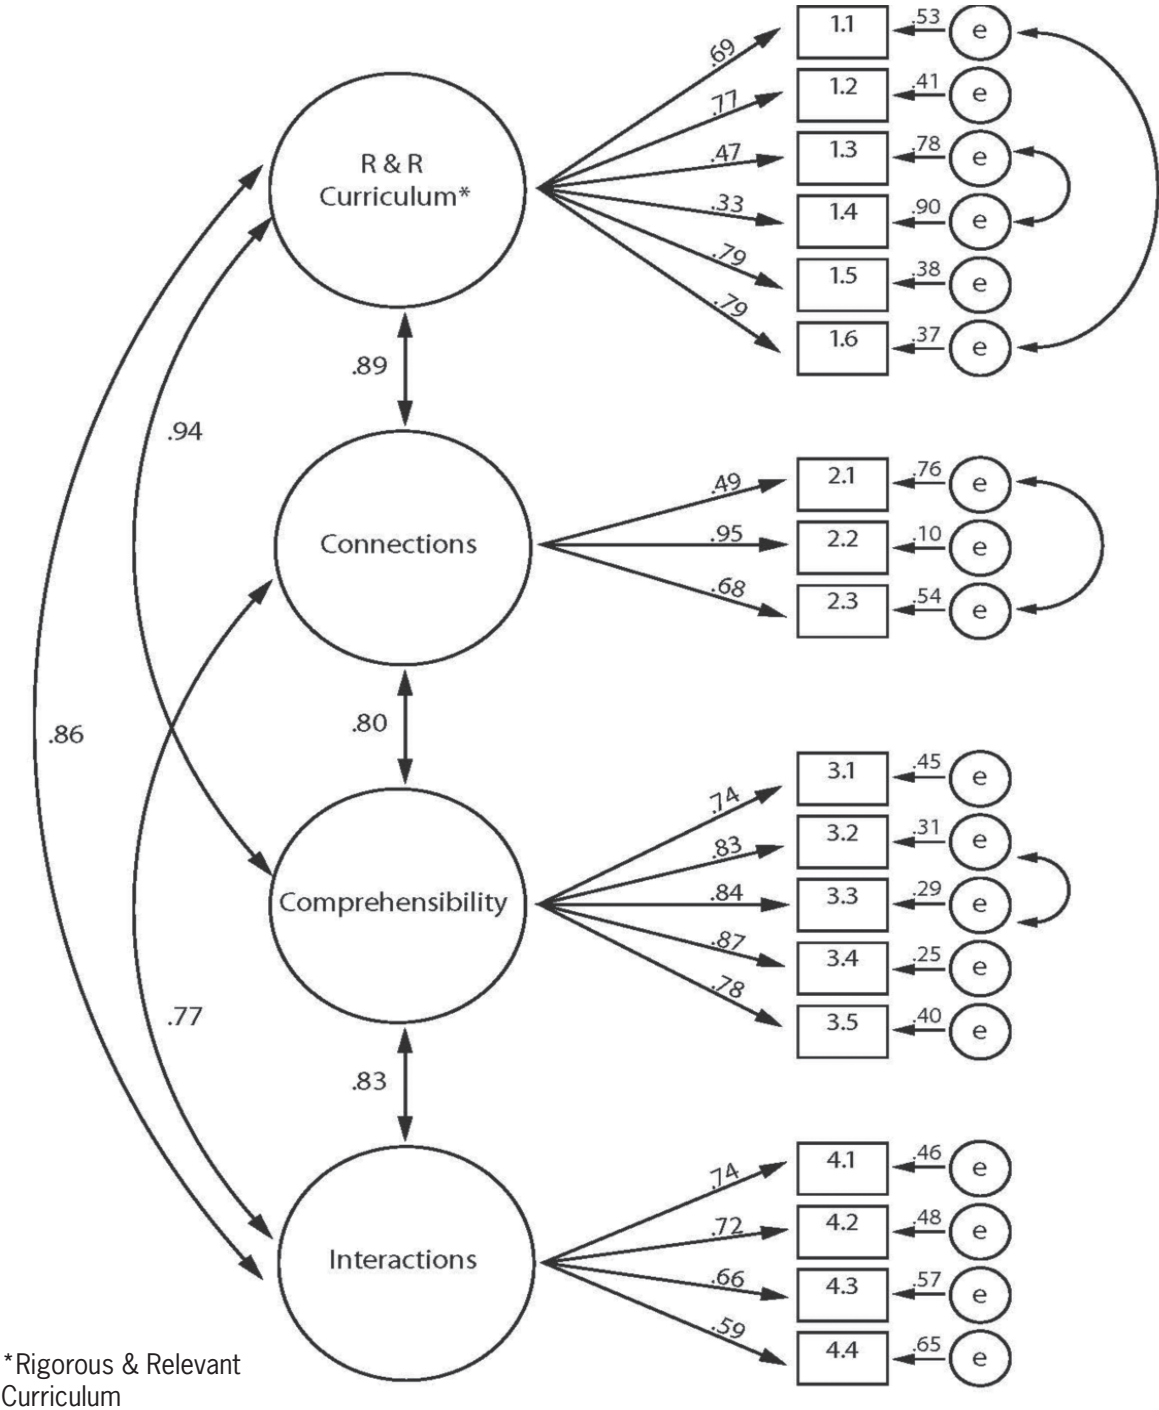 .69 1.1 .53 e
.77 1.2 .41 e
.47 1.3 .78 e
.33 1.4 .90 e
.79 1.5 .38 e
.79 1.6 .37 e
R & R
Curriculum*
.89
.94
.49 2.1 .76 e
.95 2.2 .10 e
.68 2.3 .54 e
Connections
.80
.86
.74 3.1 .45 e
.83 3.2 .31 e
.84 3.3 .29 e
.87 3.4 .25 e
.78 3.5 .40 e
Comprehensibility
.77
.83
.74 4.1 .46 e
.72 4.2 .48 e
.66 4.3 .57 e
.59 4.4 .65 e
Interactions
*Rigorous & Relevant
Curriculum